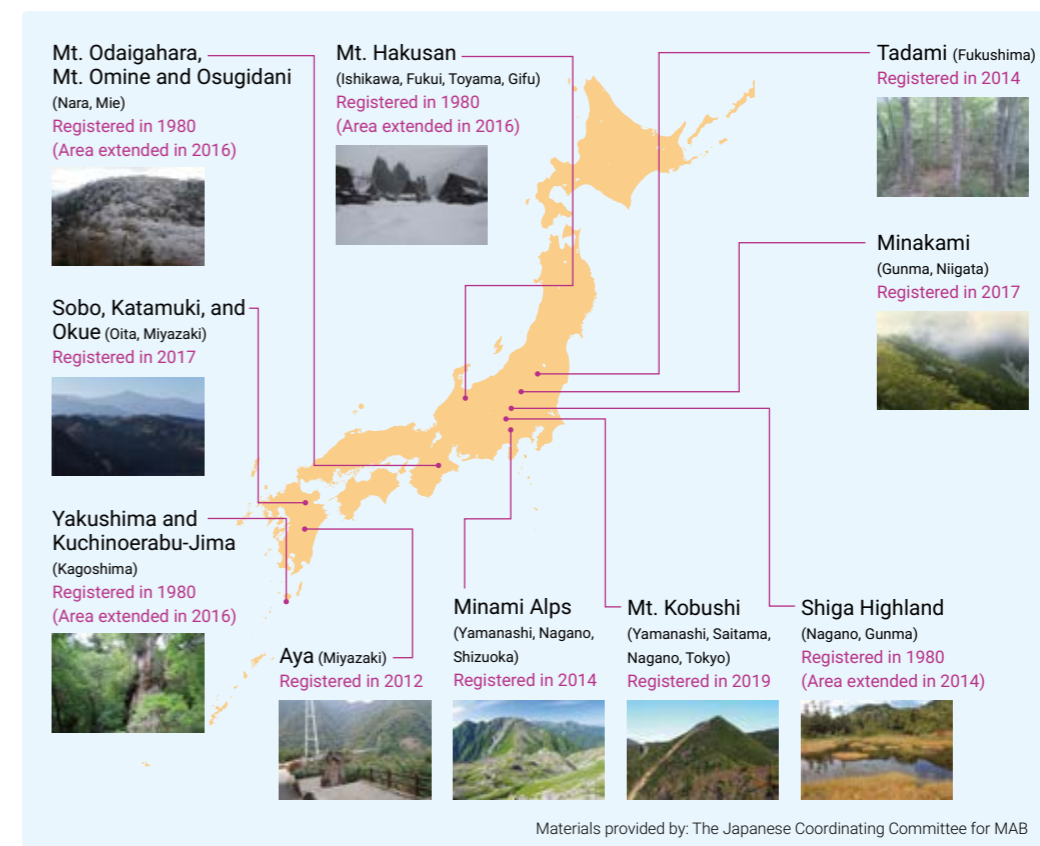 Mt. Odaigahara,
Mt. Omine and Osugidani
(Nara, Mie)
Registered in 1980
(Area extended in 2016)
Mt. Hakusan
(Ishikawa, Fukui, Toyama, Gifu)
Registered in 1980
(Area extended in 2016)
Tadami (Fukushima)
Registered in 2014
Minakami
(Gunma, Niigata)
Registered in 2017
Sobo, Katamuki, and
Okue (Oita, Miyazaki)
Registered in 2017
Yakushima and
Kuchinoerabu-Jima
(Kagoshima)
Registered in 1980
(Area extended in 2016)
Aya (Miyazaki)
Registered in 2012
Minami Alps
(Yamanashi, Nagano,
Shizuoka)
Registered in 2014
Mt. Kobushi
(Yamanashi, Saitama,
Nagano, Tokyo)
Registered in 2019
Shiga Highland
(Nagano, Gunma)
Registered in 1980
(Area extended in 2014)
Materials provided by: The Japanese Coordinating Committee for MAB